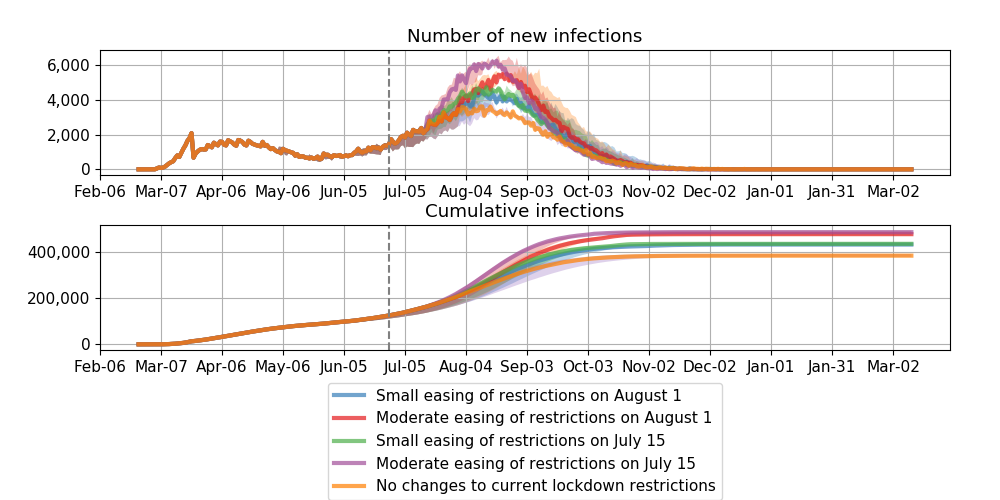 Number of new infections
6,000
4,000
2,000
0
Feb-06 Mar-07 Apr-06 May-06 Jun-05 Jul-05 Aug-04 Sep-03 Oct-03 Nov-02 Dec-02 Jan-01 Jan-31 Mar-02
Cumulative infections
400,000
200,000
0
Feb-06 Mar-07 Apr-06 May-06 Jun-05 Jul-05 Aug-04 Sep-03 Oct-03 Nov-02 Dec-02 Jan-01 Jan-31 Mar-02
Small easing of restrictions on August 1
Moderate easing of restrictions on August 1
Small easing of restrictions on July 15
Moderate easing of restrictions on July 15
No changes to current lockdown restrictions